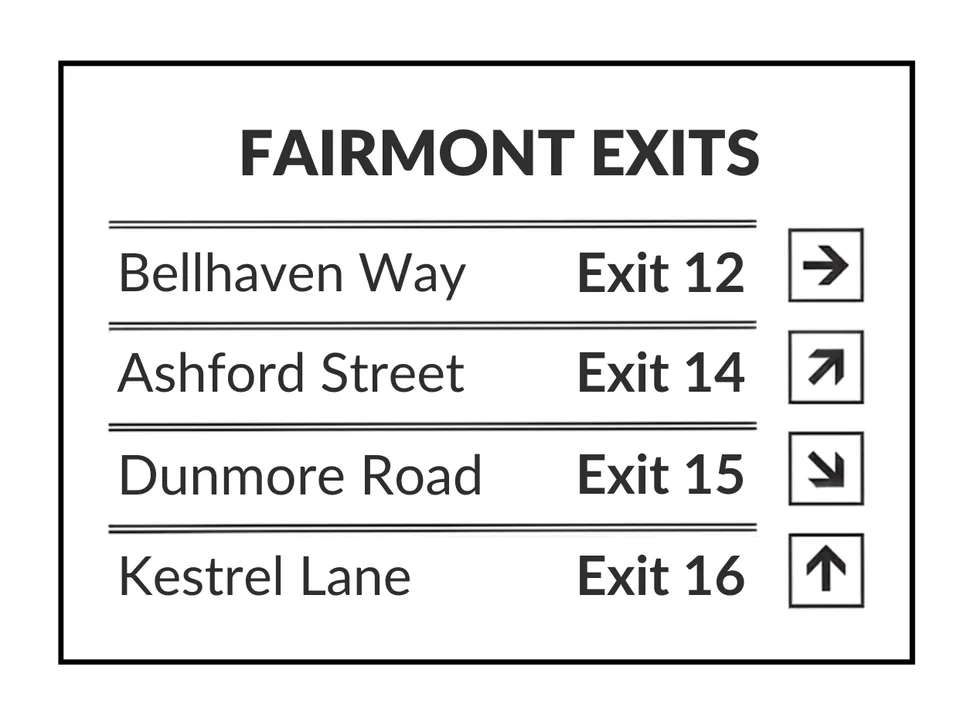 FAIRMONT EXITS
Bellhaven Way Exit 12 →
Ashford Street Exit 14 ↗
Dunmore Road Exit 15 ↘
Kestrel Lane Exit 16 ↑